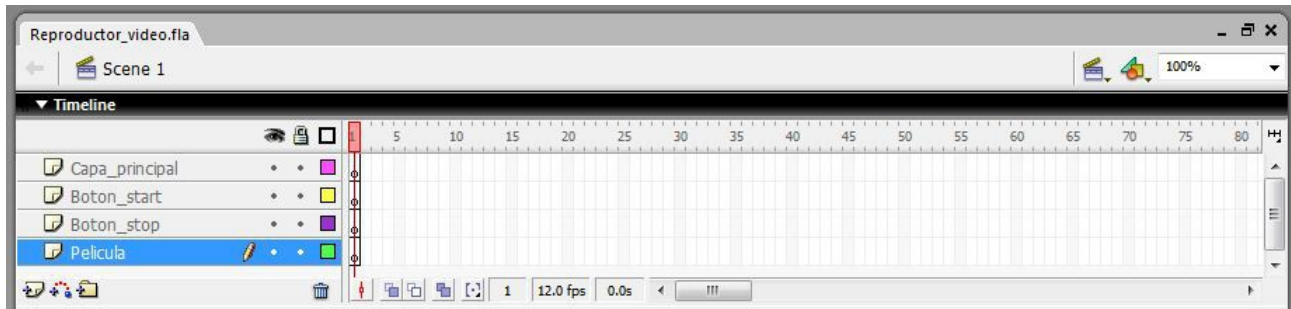 Reproductor_video.fla
Scene 1
100%
Timeline
1 5 10 15 20 25 30 35 40 45 50 55 60 65 70 75 80
Capa_principal
Boton_start
Boton_stop
Pelicula
1 12.0 fps 0.0s